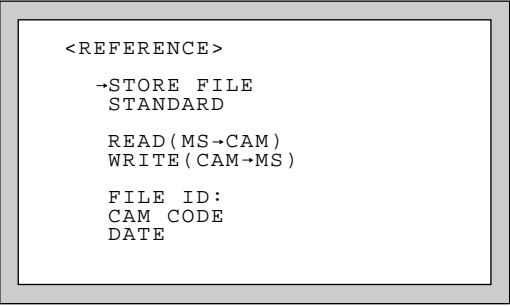 <REFERENCE>
→STORE FILE
STANDARD
READ(MS→CAM)
WRITE(CAM→MS)
FILE ID:
CAM CODE
DATE